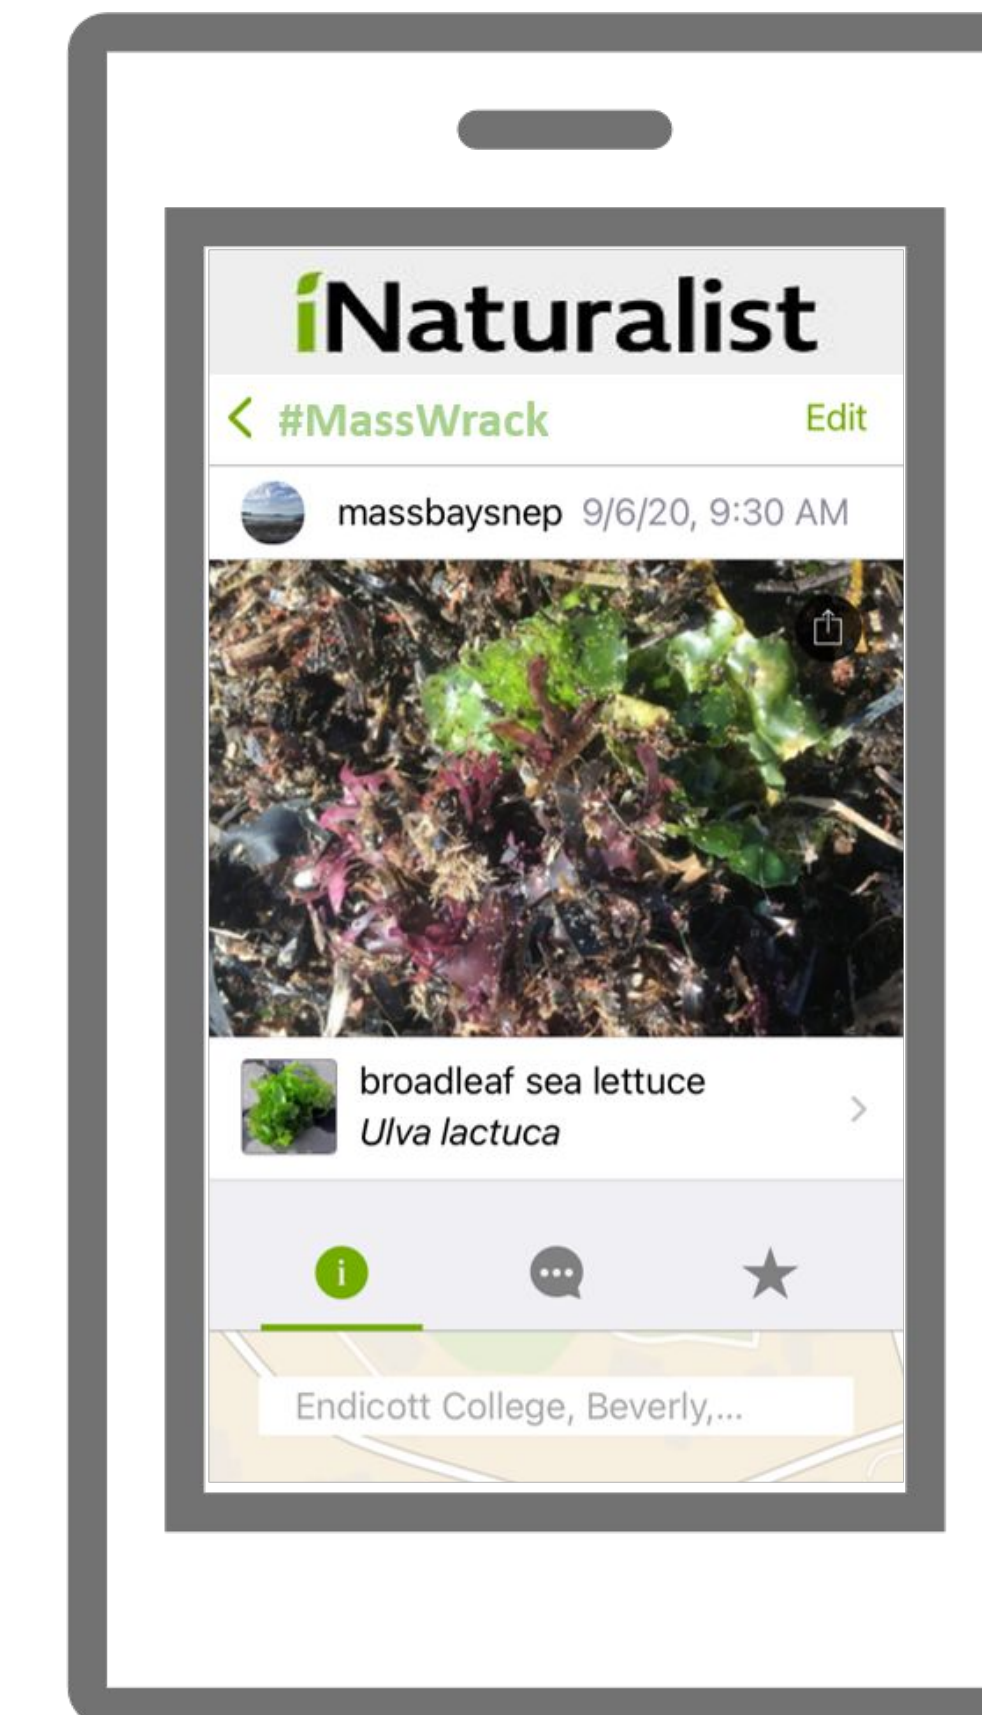 iNaturalist
#MassWrack Edit
massbaysnep 9/6/20, 9:30 AM
broadleaf sea lettuce
Ulva lactuca
Endicott College, Beverly,...